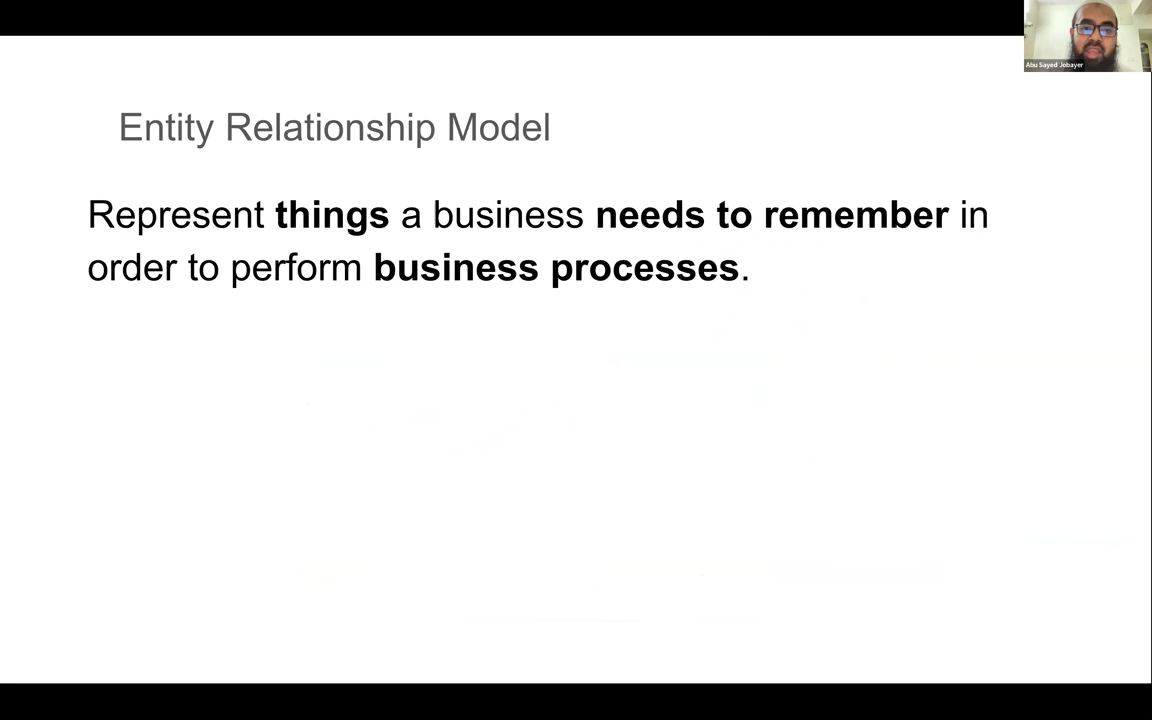 Abu Sayed Jobayer
Entity Relationship Model
Represent things a business needs to remember in
order to perform business processes.